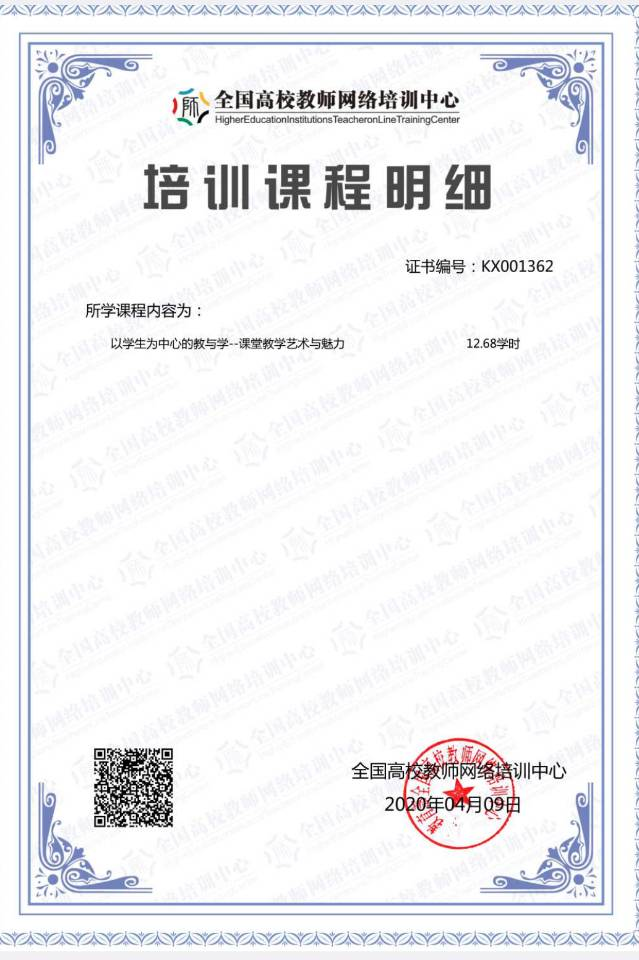 全国高校教师网络培训中心
HigherEducationInstitutionsTeacheronLineTrainingCenter
培训课程明细
证书编号：KX001362
所学课程内容为：
以学生为中心的教与学--课堂教学艺术与魅力 12.68学时
全国高校教师网络培训中心
2020年04月09日